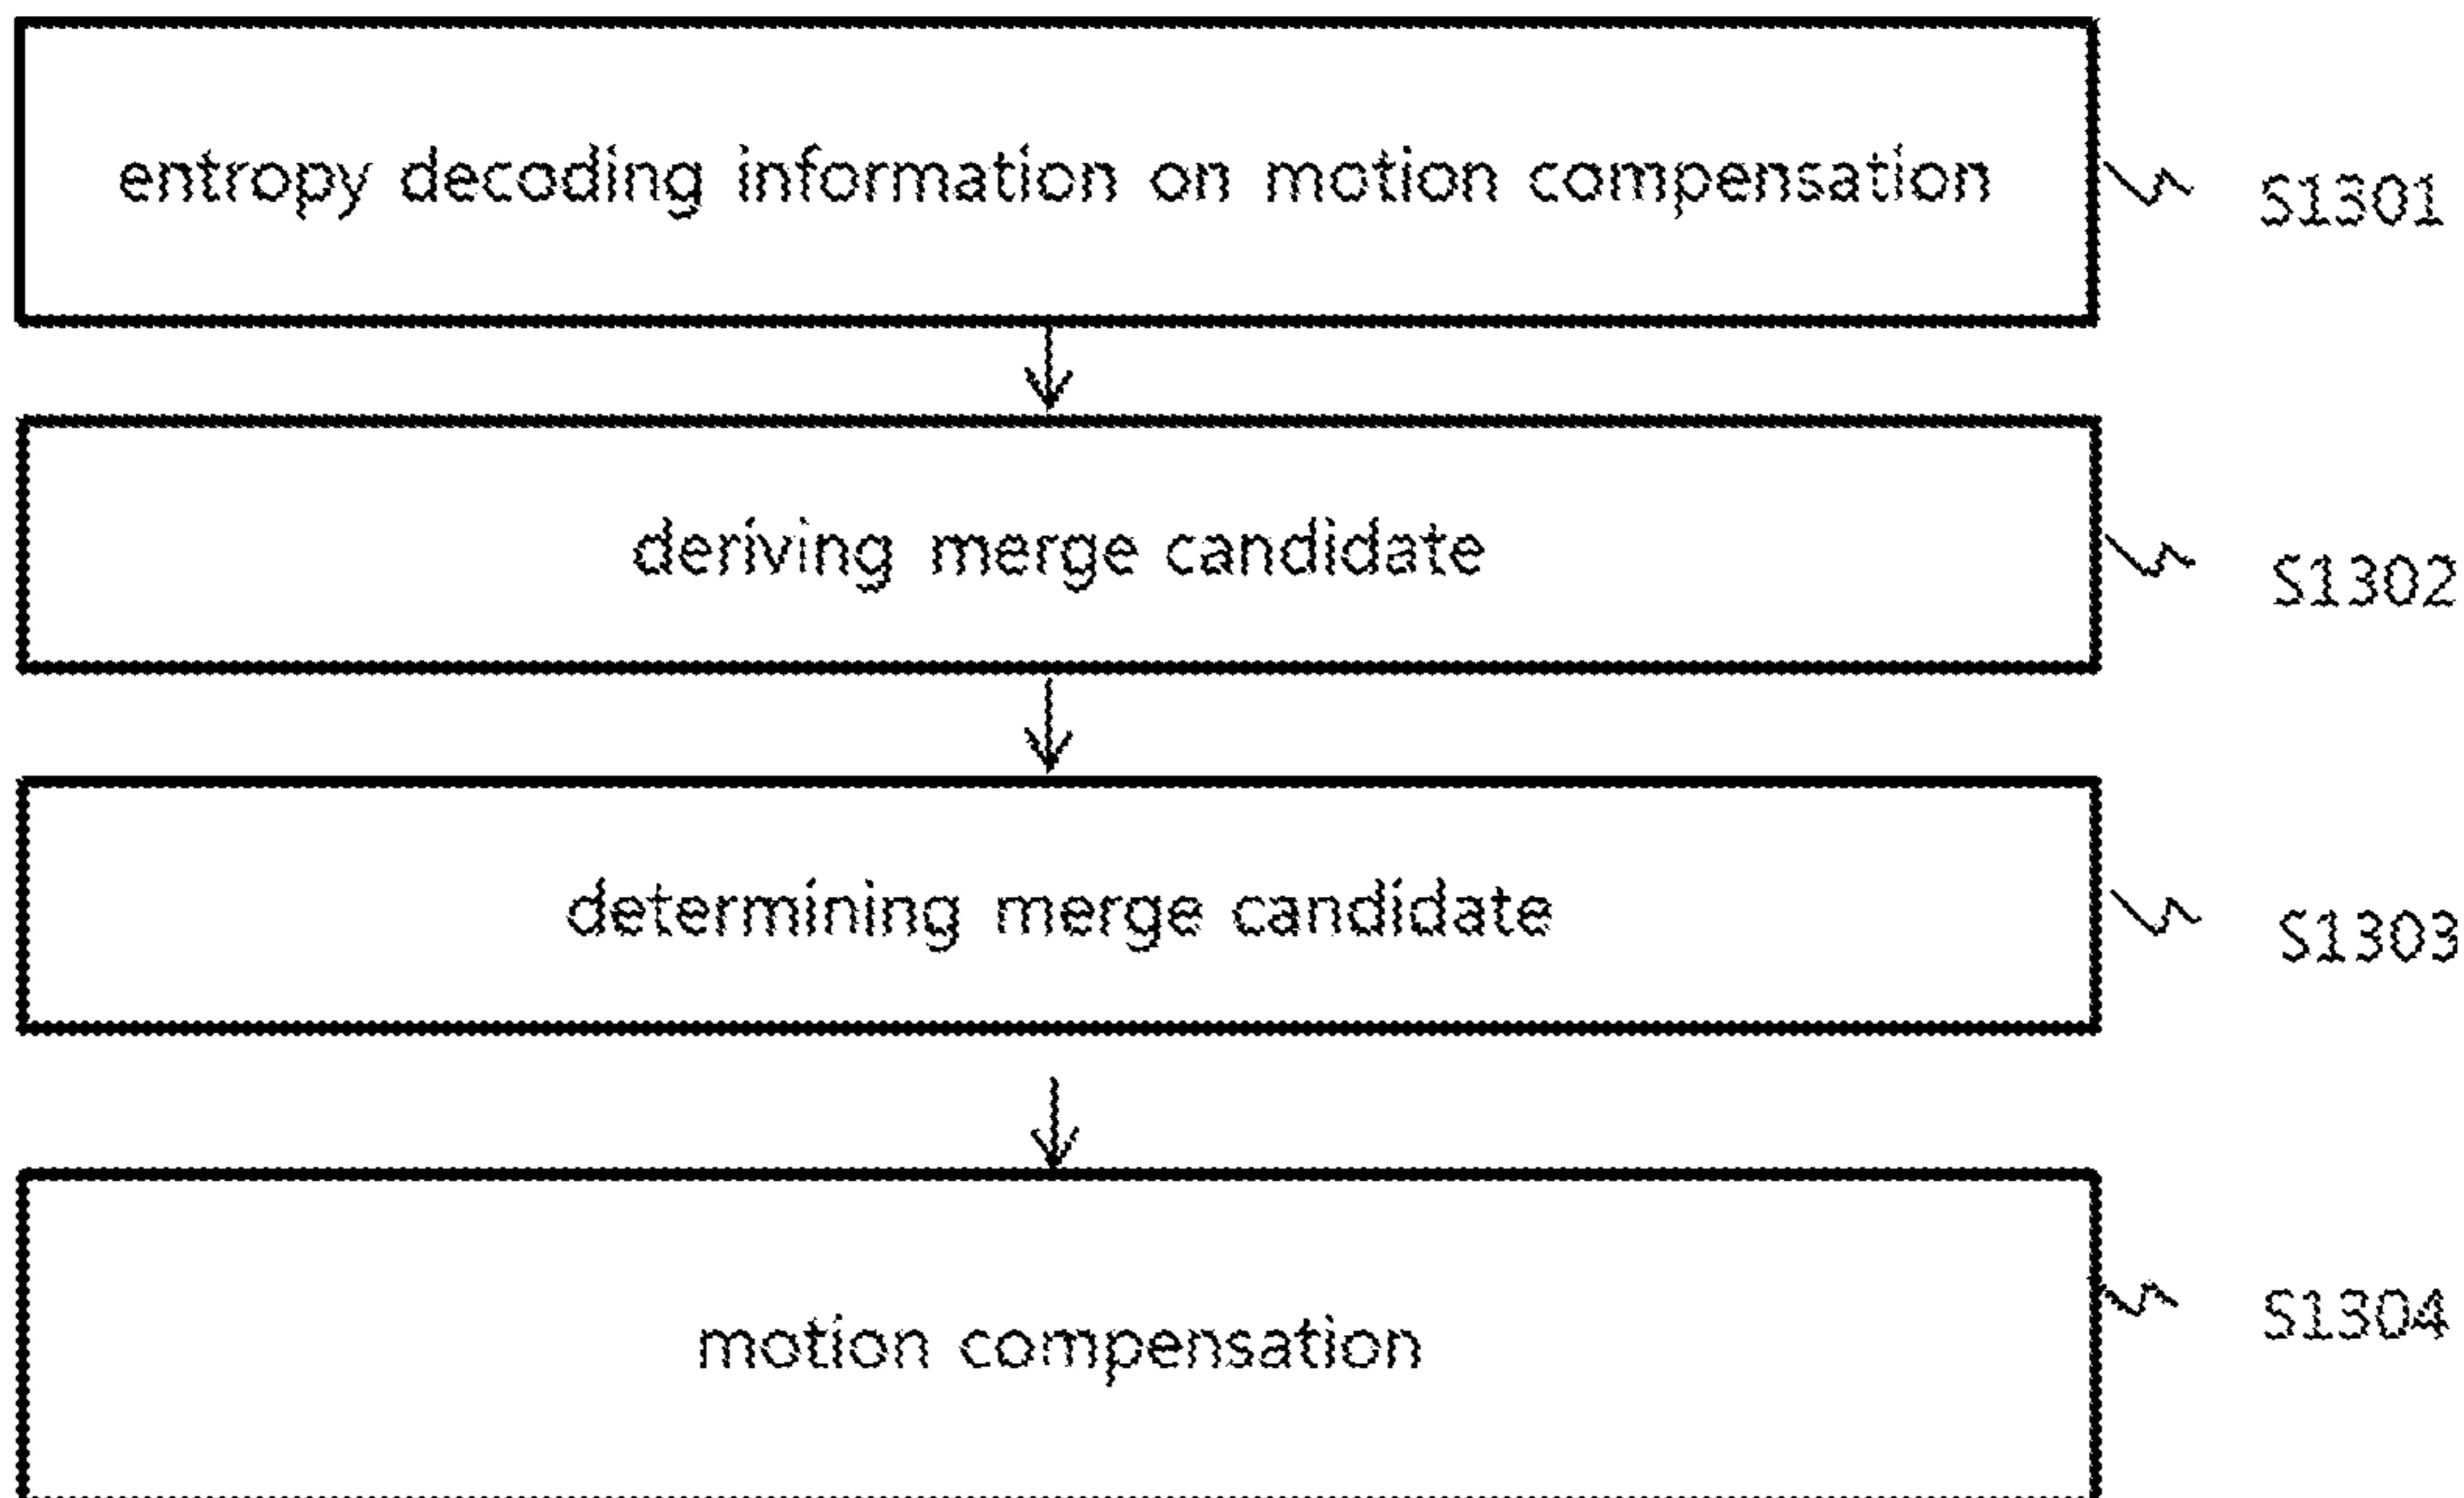 entropy decoding information on motion compensation
S1301
deriving merge candidate
S1302
determining merge candidate
S1303
motion compensation
S1304